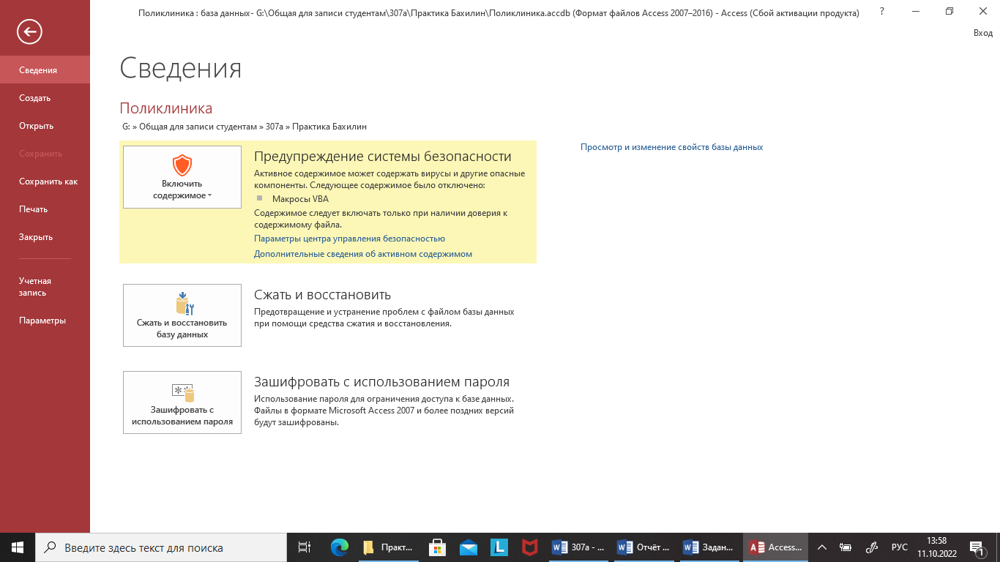 Поликлиника : база данных- G:\Общая для записи студентам\307а\Практика Бахилин\Поликлиника.accdb (Формат файлов Access 2007–2016) - Access (Сбой активации продукта)
?
Вход
Сведения
Создать
Открыть
Сохранить
Сохранить как
Печать
Закрыть
Учетная
запись
Параметры
Сведения
Поликлиника
G: » Общая для записи студентам » 307а » Практика Бахилин
Включить
содержимое
Предупреждение системы безопасности
Активное содержимое может содержать вирусы и другие опасные
компоненты. Следующее содержимое было отключено:
Макросы VBA
Содержимое следует включать только при наличии доверия к
содержимому файла.
Параметры центра управления безопасностью
Дополнительные сведения об активном содержимом
Просмотр и изменение свойств базы данных
Сжать и восстановить
базу данных
Сжать и восстановить
Предотвращение и устранение проблем с файлом базы данных
при помощи средства сжатия и восстановления.
Зашифровать с
использованием пароля
Зашифровать с использованием пароля
Использование пароля для ограничения доступа к базе данных.
Файлы в формате Microsoft Access 2007 и более поздних версий
будут зашифрованы.
Введите здесь текст для поиска
Практ...
L
307а - ...
Отчёт ...
Задан...
Access...
РУС
13:58
11.10.2022
1